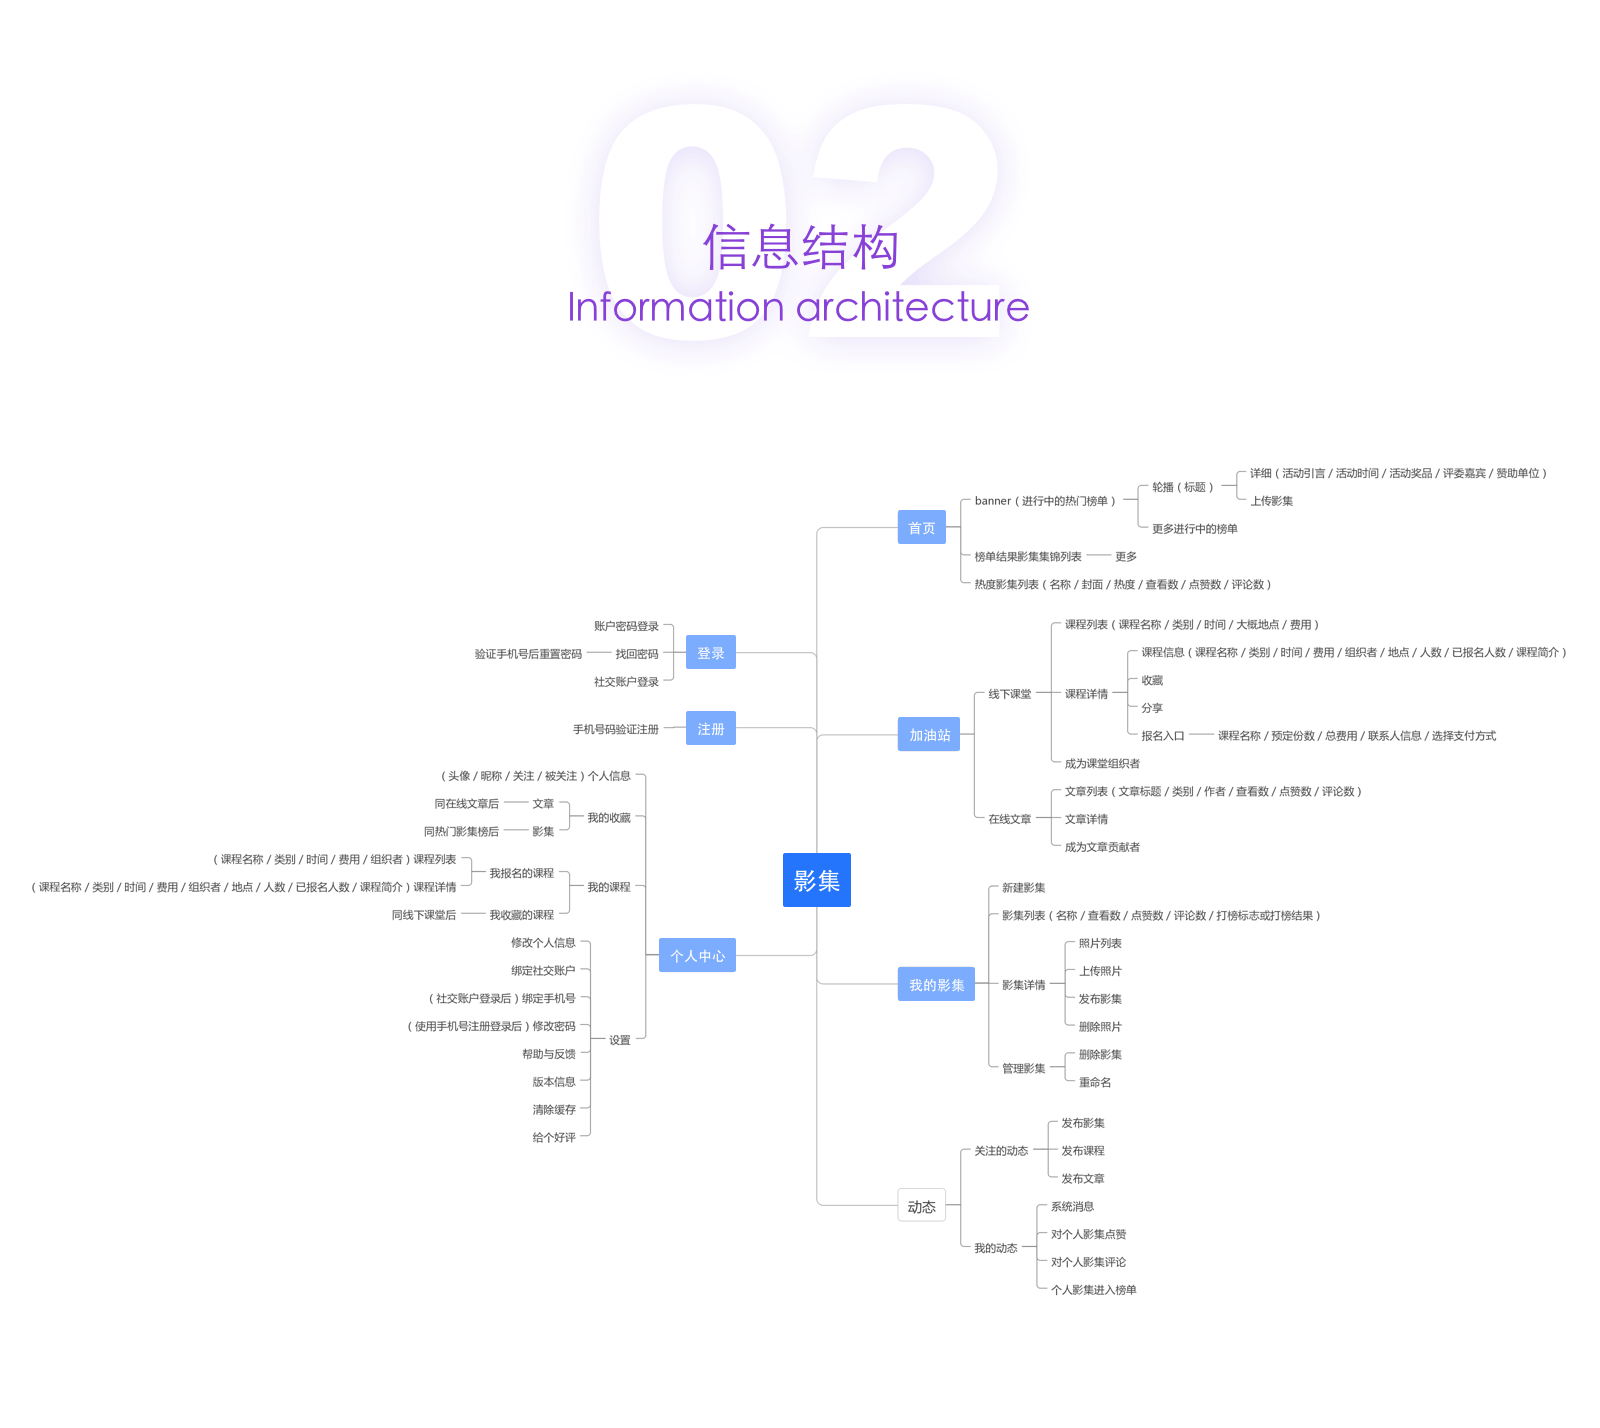 02
信息结构
Information architecture
影集
首页
banner ( 进行中的热门榜单 )
轮播 ( 标题 )
详细 ( 活动引言 / 活动时间 / 活动奖品 / 评委嘉宾 / 赞助单位 )
上传影集
更多进行中的榜单
榜单结果影集集锦列表
更多
热度影集列表 ( 名称 / 封面 / 热度 / 查看数 / 点赞数 / 评论数 )
加油站
线下课堂
课程列表 ( 课程名称 / 类别 / 时间 / 大概地点 / 费用 )
课程详情
课程信息 ( 课程名称 / 类别 / 时间 / 费用 / 组织者 / 地点 / 人数 / 已报名人数 / 课程简介 )
收藏
分享
报名入口
课程名称 / 预定份数 / 总费用 / 联系人信息 / 选择支付方式
成为课堂组织者
在线文章
文章列表 ( 文章标题 / 类别 / 作者 / 查看数 / 点赞数 / 评论数 )
文章详情
成为文章贡献者
我的影集
新建影集
影集列表 ( 名称 / 查看数 / 点赞数 / 评论数 / 打榜标志或打榜结果 )
影集详情
照片列表
上传照片
发布影集
删除照片
管理影集
删除影集
重命名
动态
关注的动态
发布影集
发布课程
发布文章
我的动态
系统消息
对个人影集点赞
对个人影集评论
个人影集进入榜单
登录
账户密码登录
找回密码
验证手机号后重置密码
社交账户登录
注册
手机号码验证注册
个人中心
( 头像 / 昵称 / 关注 / 被关注 ) 个人信息
我的收藏
文章
同在线文章后
影集
同热门影集榜后
我的课程
我报名的课程
( 课程名称 / 类别 / 时间 / 费用 / 组织者 ) 课程列表
( 课程名称 / 类别 / 时间 / 费用 / 组织者 / 地点 / 人数 / 已报名人数 / 课程简介 ) 课程详情
我收藏的课程
同线下课堂后
设置
修改个人信息
绑定社交账户
( 社交账户登录后 ) 绑定手机号
( 使用手机号注册登录后 ) 修改密码
帮助与反馈
版本信息
清除缓存
给个好评